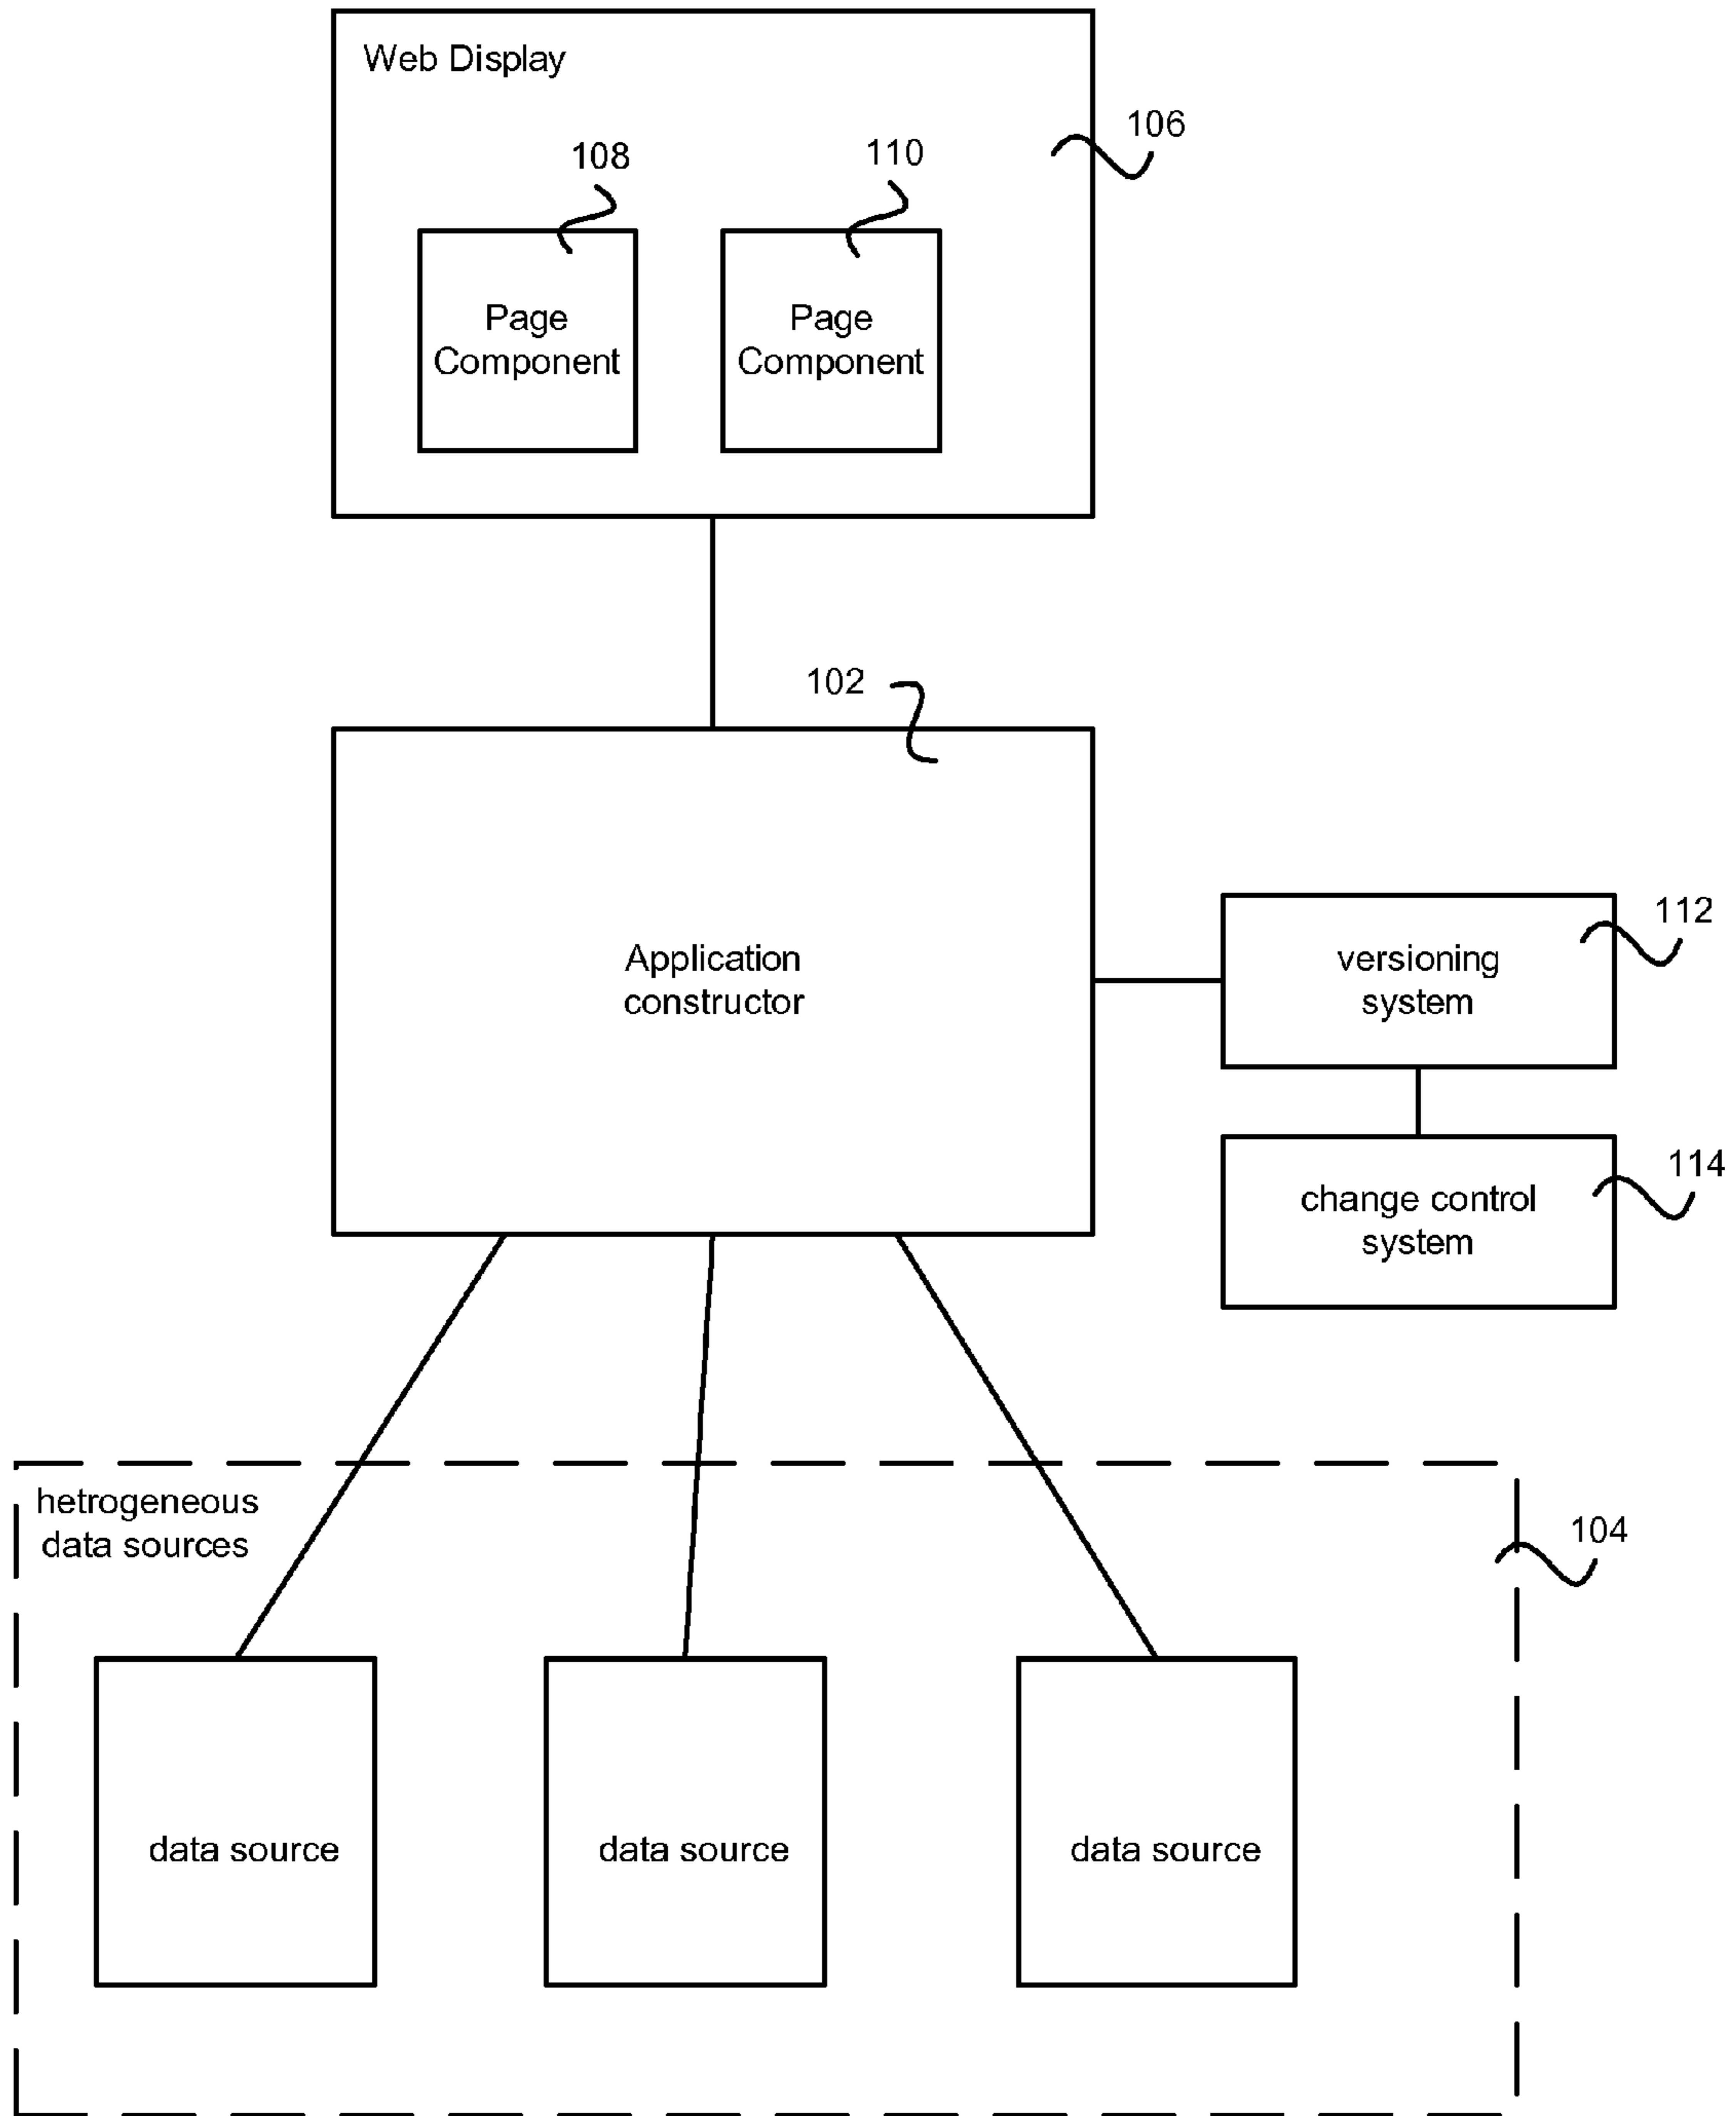 Web Display
106
108
110
Page
Component
Page
Component
102
Application
constructor
112
versioning
system
114
change control
system
hetrogeneous
data sources
104
data source
data source
data source